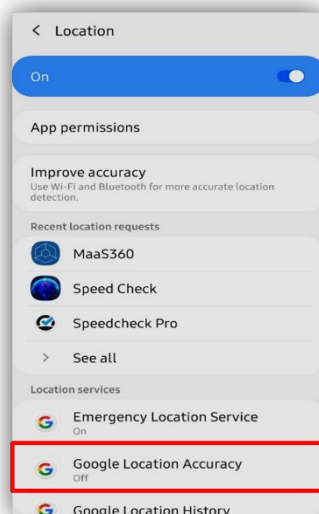 < Location
On
App permissions
Improve accuracy
Use Wi-Fi and Bluetooth for more accurate location
detection.
Recent location requests
MaaS360
Speed Check
Speedcheck Pro
> See all
Location services
Emergency Location Service
On
Google Location Accuracy
Off
Google Location History